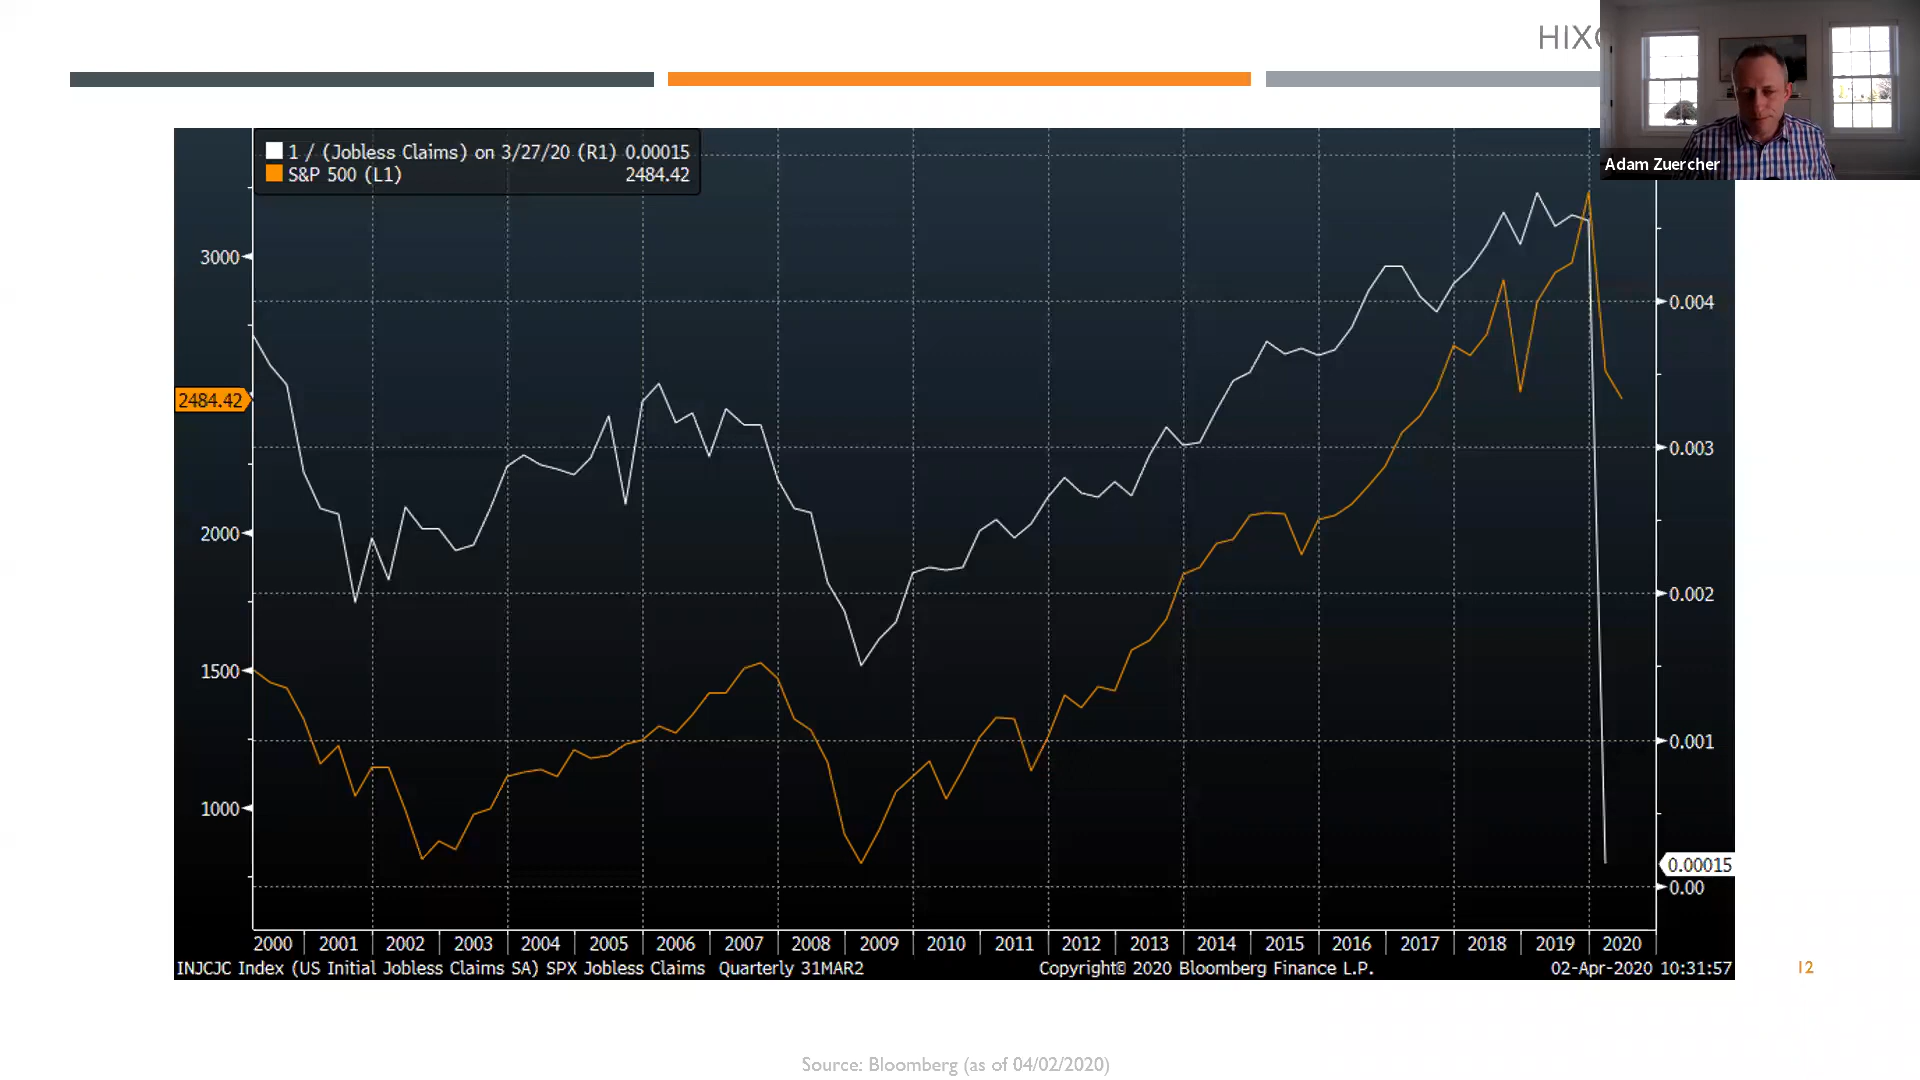 HIX
Adam Zuercher
1 / (Jobless Claims) on 3/27/20 (R1) 0.00015
S&P 500 (L1) 2484.42
3000
2484.42
2000
1500
1000
0.004
0.003
0.002
0.001
0.00015
0.00
2000 2001 2002 2003 2004 2005 2006 2007 2008 2009 2010 2011 2012 2013 2014 2015 2016 2017 2018 2019 2020
INJCJC Index (US Initial Jobless Claims SA) SPX Jobless Claims Quarterly 31MAR2 Copyright© 2020 Bloomberg Finance L.P. 02-Apr-2020 10:31:57
12
Source: Bloomberg (as of 04/02/2020)